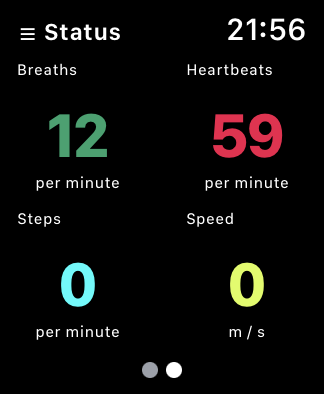 Status 21:56
Breaths Heartbeats
12 59
per minute per minute
Steps Speed
0 0
per minute m / s